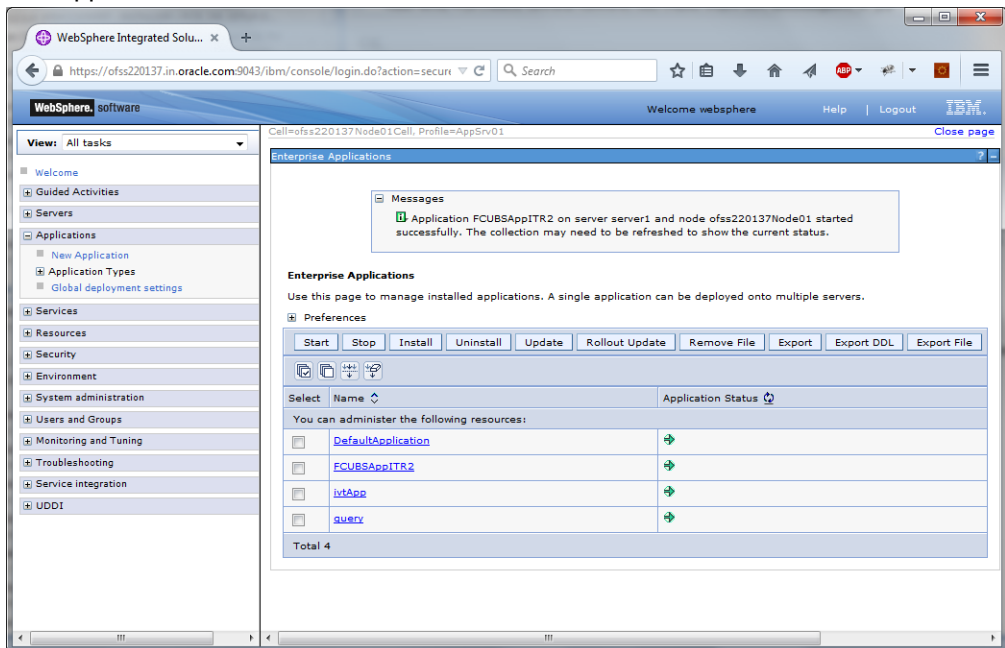 WebSphere Integrated Solu... × +
https://ofss220137.in.oracle.com:9043/ibm/console/login.do?action=secure Search
ABP
WebSphere. software Welcome websphere Help | Logout IBM.
View: All tasks
Cell=ofss220137Node01Cell, Profile=AppSrv01 Close page
Enterprise Applications ? -
Welcome
Guided Activities
Servers
Applications
New Application
Application Types
Global deployment settings
Services
Resources
Security
Environment
System administration
Users and Groups
Monitoring and Tuning
Troubleshooting
Service integration
UDDI
Messages
Application FCUBSAppITR2 on server server1 and node ofss220137Node01 started
successfully. The collection may need to be refreshed to show the current status.
Enterprise Applications
Use this page to manage installed applications. A single application can be deployed onto multiple servers.
Preferences
Start Stop Install Uninstall Update Rollout Update Remove File Export Export DDL Export File
Select Name Application Status
You can administer the following resources:
DefaultApplication
FCUBSAppITR2
ivtApp
query
Total 4